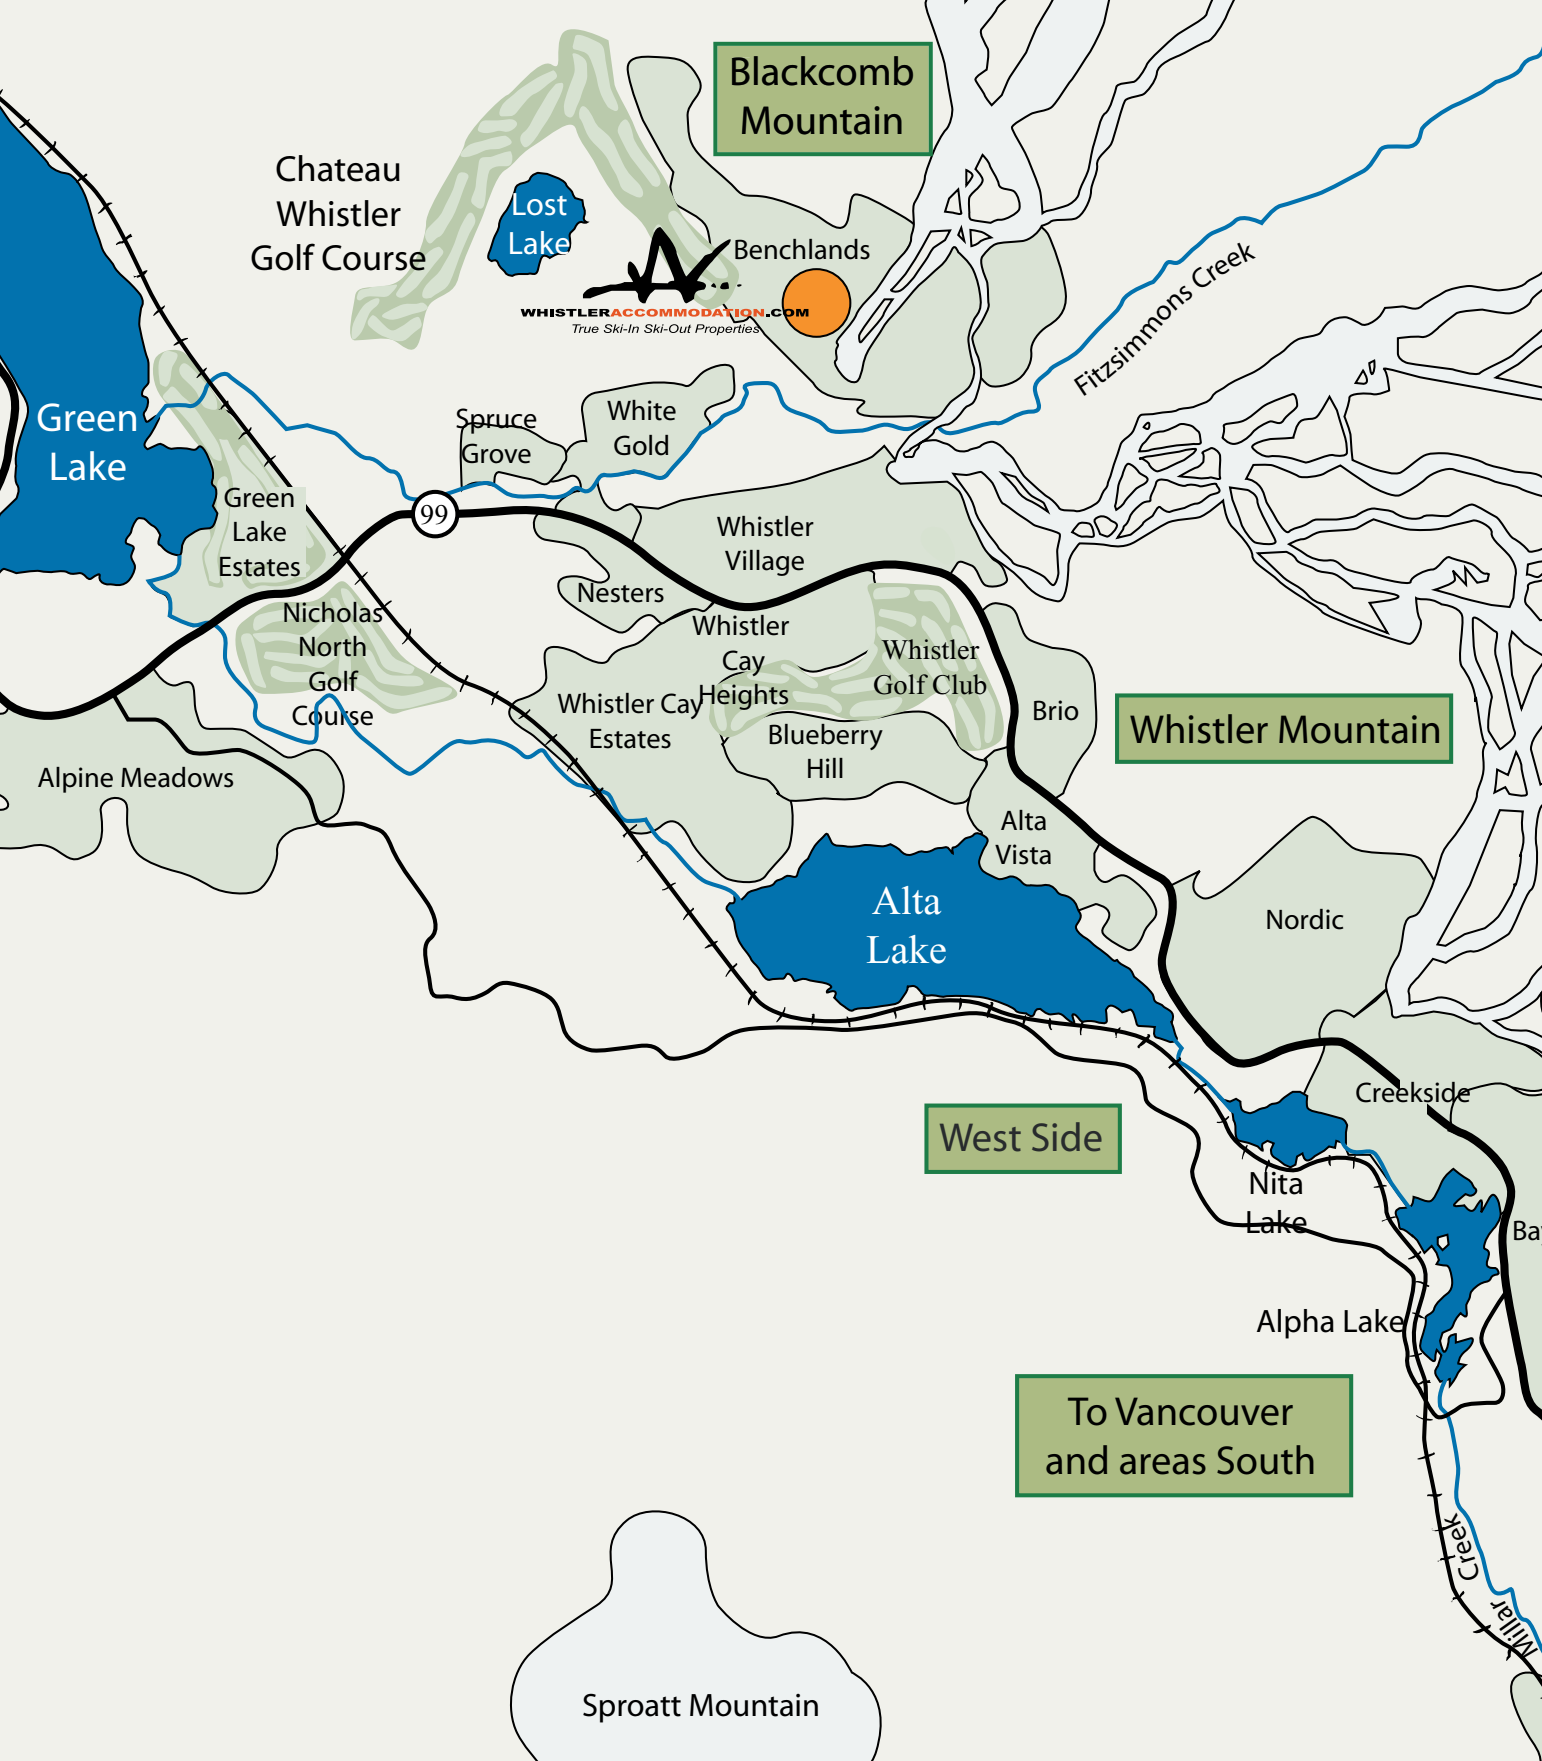 Blackcomb
Mountain
Chateau
Whistler
Golf Course
Lost
Lake
Benchlands
WHISTLERACCOMMODATION.COM
True Ski-In Ski-Out Properties
Fitzsimmons Creek
Green
Lake
Spruce
Grove
White
Gold
99
Green
Lake
Estates
Whistler
Village
Nesters
Nicholas
North
Golf
Course
Whistler
Cay
Heights
Whistler
Golf Club
Whistler Cay
Estates
Brio
Whistler Mountain
Blueberry
Hill
Alpine Meadows
Alta
Vista
Alta
Lake
Nordic
Creekside
West Side
Nita
Lake
Alpha Lake
To Vancouver
and areas South
Millar Creek
Sproatt Mountain